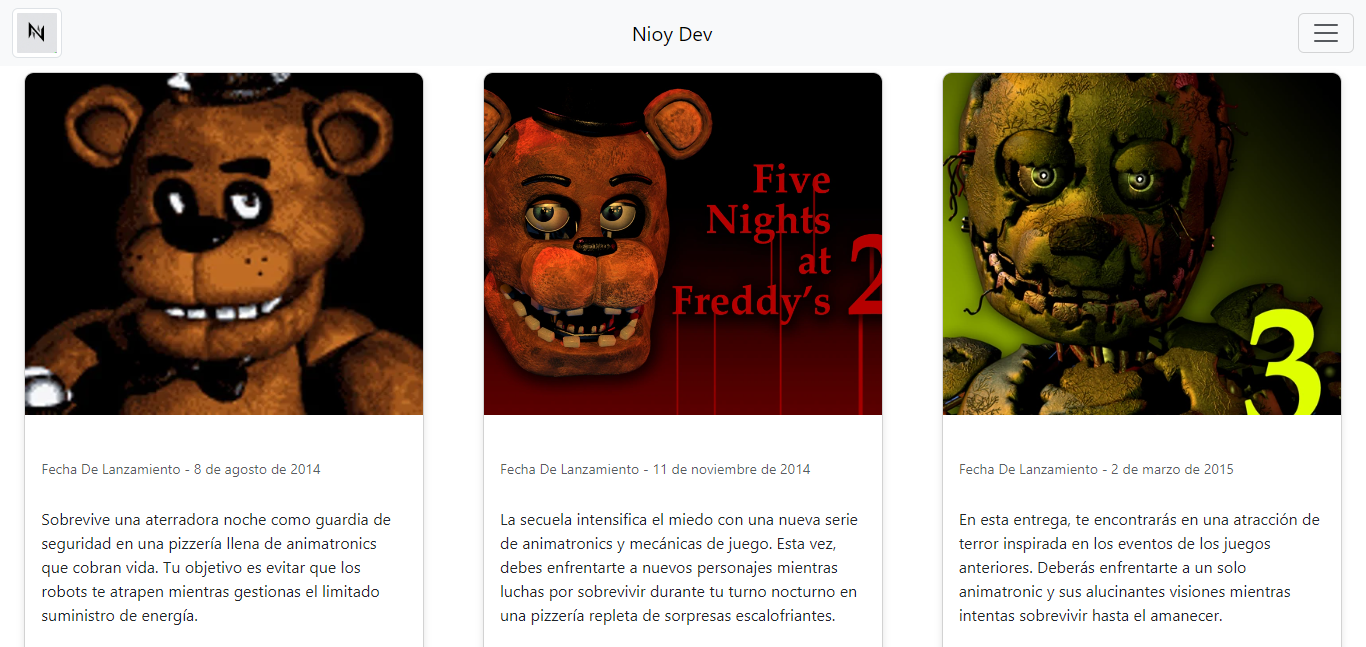 N
Nioy Dev
Five
Nights
at
Freddy's 2
3
Fecha De Lanzamiento - 8 de agosto de 2014
Sobrevive una aterradora noche como guardia de
seguridad en una pizzería llena de animatronics
que cobran vida. Tu objetivo es evitar que los
robots te atrapen mientras gestionas el limitado
suministro de energía.
Fecha De Lanzamiento - 11 de noviembre de 2014
La secuela intensifica el miedo con una nueva serie
de animatronics y mecánicas de juego. Esta vez,
debes enfrentarte a nuevos personajes mientras
luchas por sobrevivir durante tu turno nocturno en
una pizzería repleta de sorpresas escalofriantes.
Fecha De Lanzamiento - 2 de marzo de 2015
En esta entrega, te encontrarás en una atracción de
terror inspirada en los eventos de los juegos
anteriores. Deberás enfrentarte a un solo
animatronic y sus alucinantes visiones mientras
intentas sobrevivir hasta el amanecer.